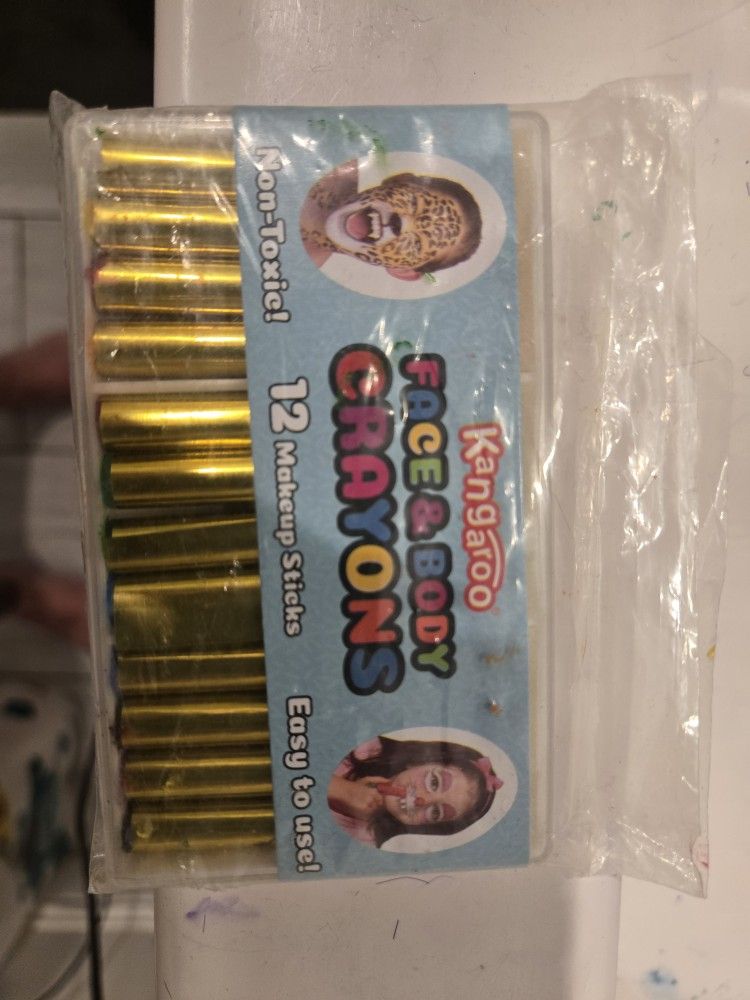 Kangaroo
FACE & BODY
CRAYONS
Non-Toxic! 12 Makeup Sticks Easy to use!